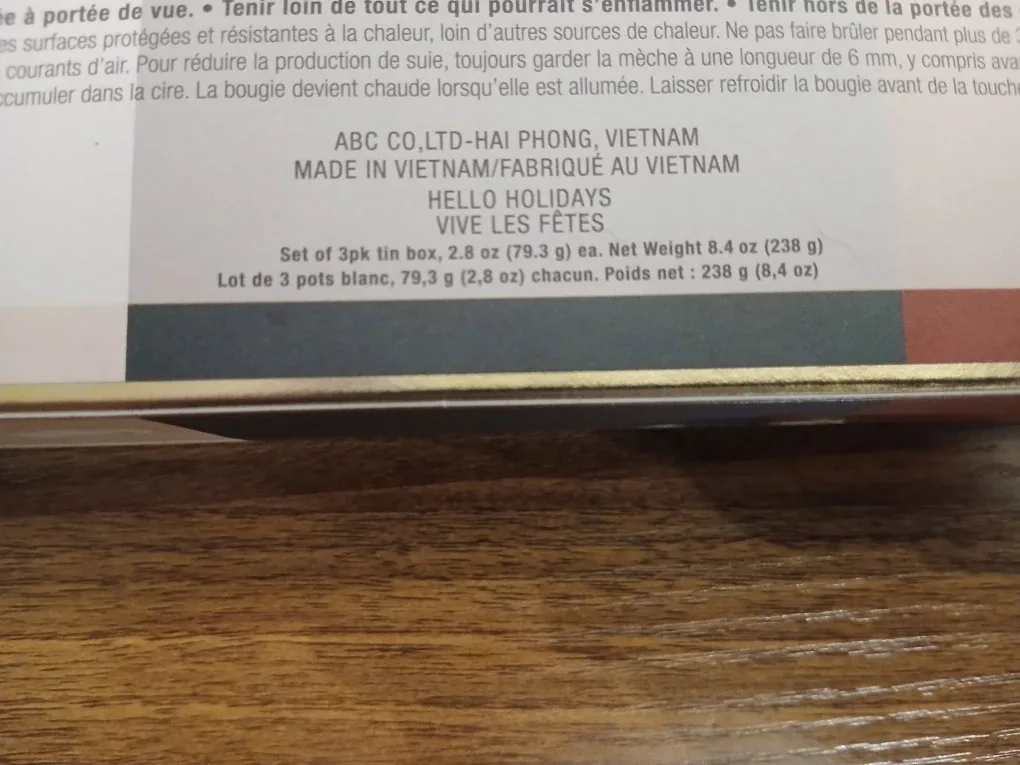 à portée de vue. • Tenir loin de tout ce qui pourrait s'enflammer. • Tenir hors de la portée des
surfaces protégées et résistantes à la chaleur, loin d'autres sources de chaleur. Ne pas faire brûler pendant plus de
courants d'air. Pour réduire la production de suie, toujours garder la mèche à une longueur de 6 mm, y compris
dans la cire. La bougie devient chaude lorsqu'elle est allumée. Laisser refroidir la bougie avant de la
ABC CO,LTD-HAI PHONG, VIETNAM
MADE IN VIETNAM/FABRIQUÉ AU VIETNAM
HELLO HOLIDAYS
VIVE LES FÊTES
Set of 3pk tin box, 2.8 oz (79.3 g) ea. Net Weight 8.4 oz (238 g)
Lot de 3 pots blanc, 79,3 g (2,8 oz) chacun. Poids net : 238 g (8,4 oz)